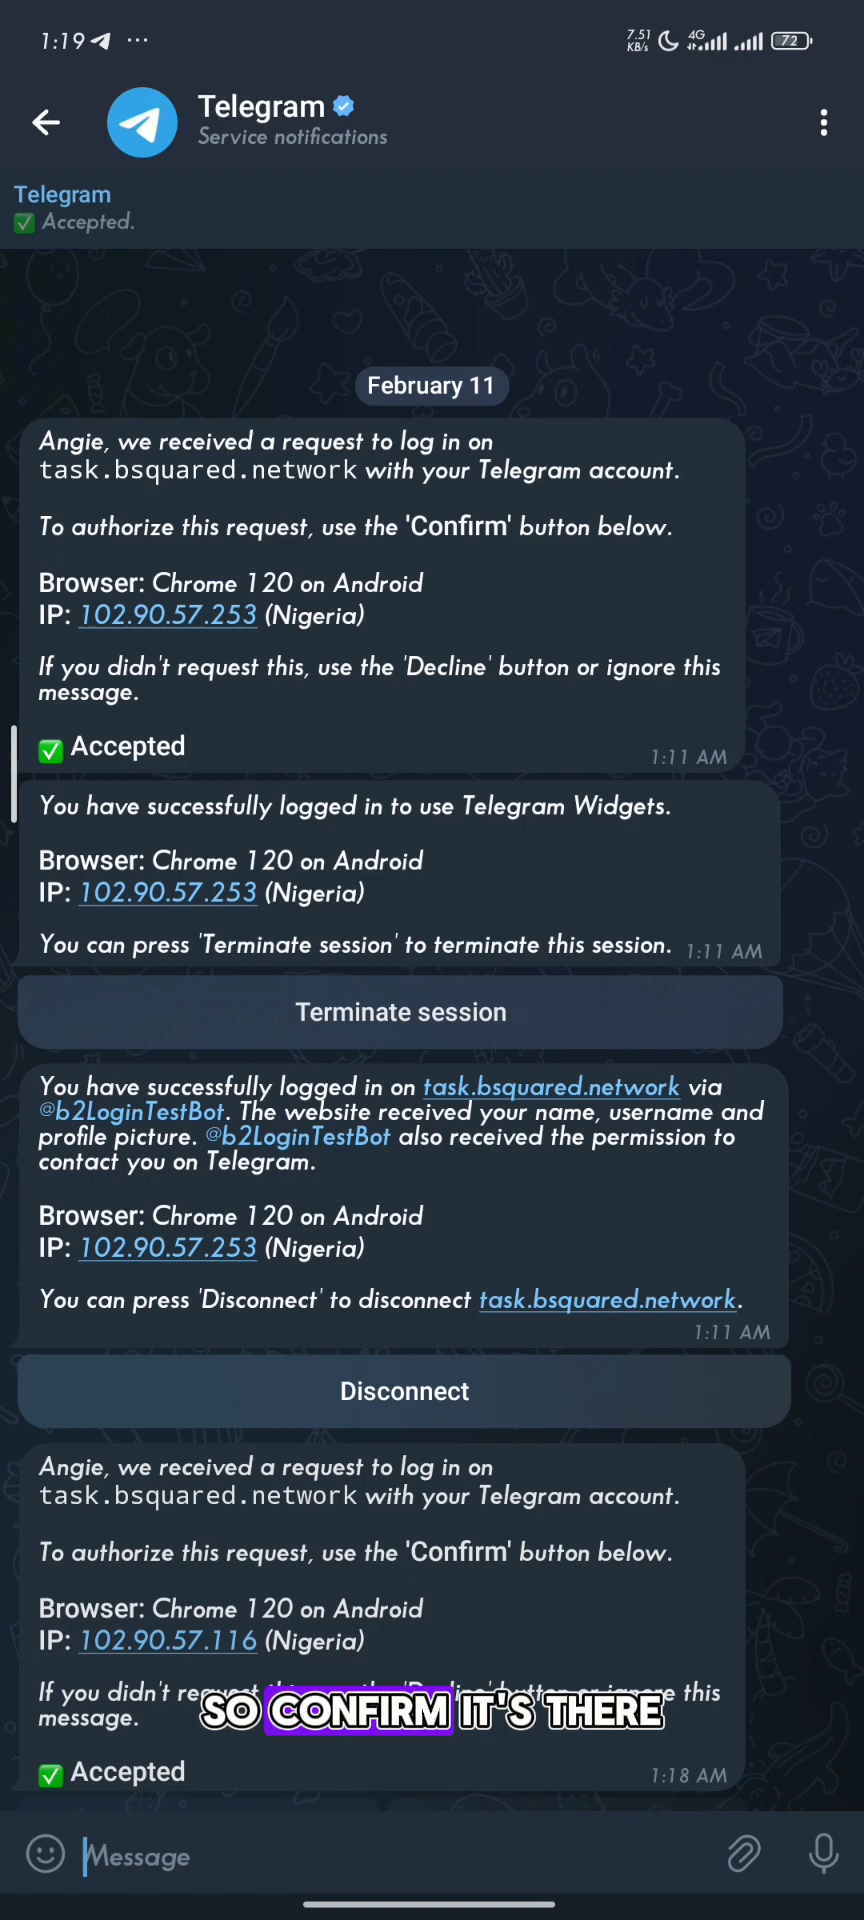 1:19
7.51
KB/s
4G
72
Telegram
Service notifications
Telegram
✅ Accepted.
February 11
Angie, we received a request to log in on
task.bsquared.network with your Telegram account.
To authorize this request, use the 'Confirm' button below.
Browser: Chrome 120 on Android
IP: 102.90.57.253 (Nigeria)
If you didn't request this, use the 'Decline' button or ignore this
message.
✅ Accepted
1:11 AM
You have successfully logged in to use Telegram Widgets.
Browser: Chrome 120 on Android
IP: 102.90.57.253 (Nigeria)
You can press 'Terminate session' to terminate this session. 1:11 AM
Terminate session
You have successfully logged in on task.bsquared.network via
@b2LoginTestBot. The website received your name, username and
profile picture. @b2LoginTestBot also received the permission to
contact you on Telegram.
Browser: Chrome 120 on Android
IP: 102.90.57.253 (Nigeria)
You can press 'Disconnect' to disconnect task.bsquared.network.
1:11 AM
Disconnect
Angie, we received a request to log in on
task.bsquared.network with your Telegram account.
To authorize this request, use the 'Confirm' button below.
Browser: Chrome 120 on Android
IP: 102.90.57.116 (Nigeria)
If you didn't button or ignore this
message.
SO CONFIRM IT'S THERE
✅ Accepted
1:18 AM
Message